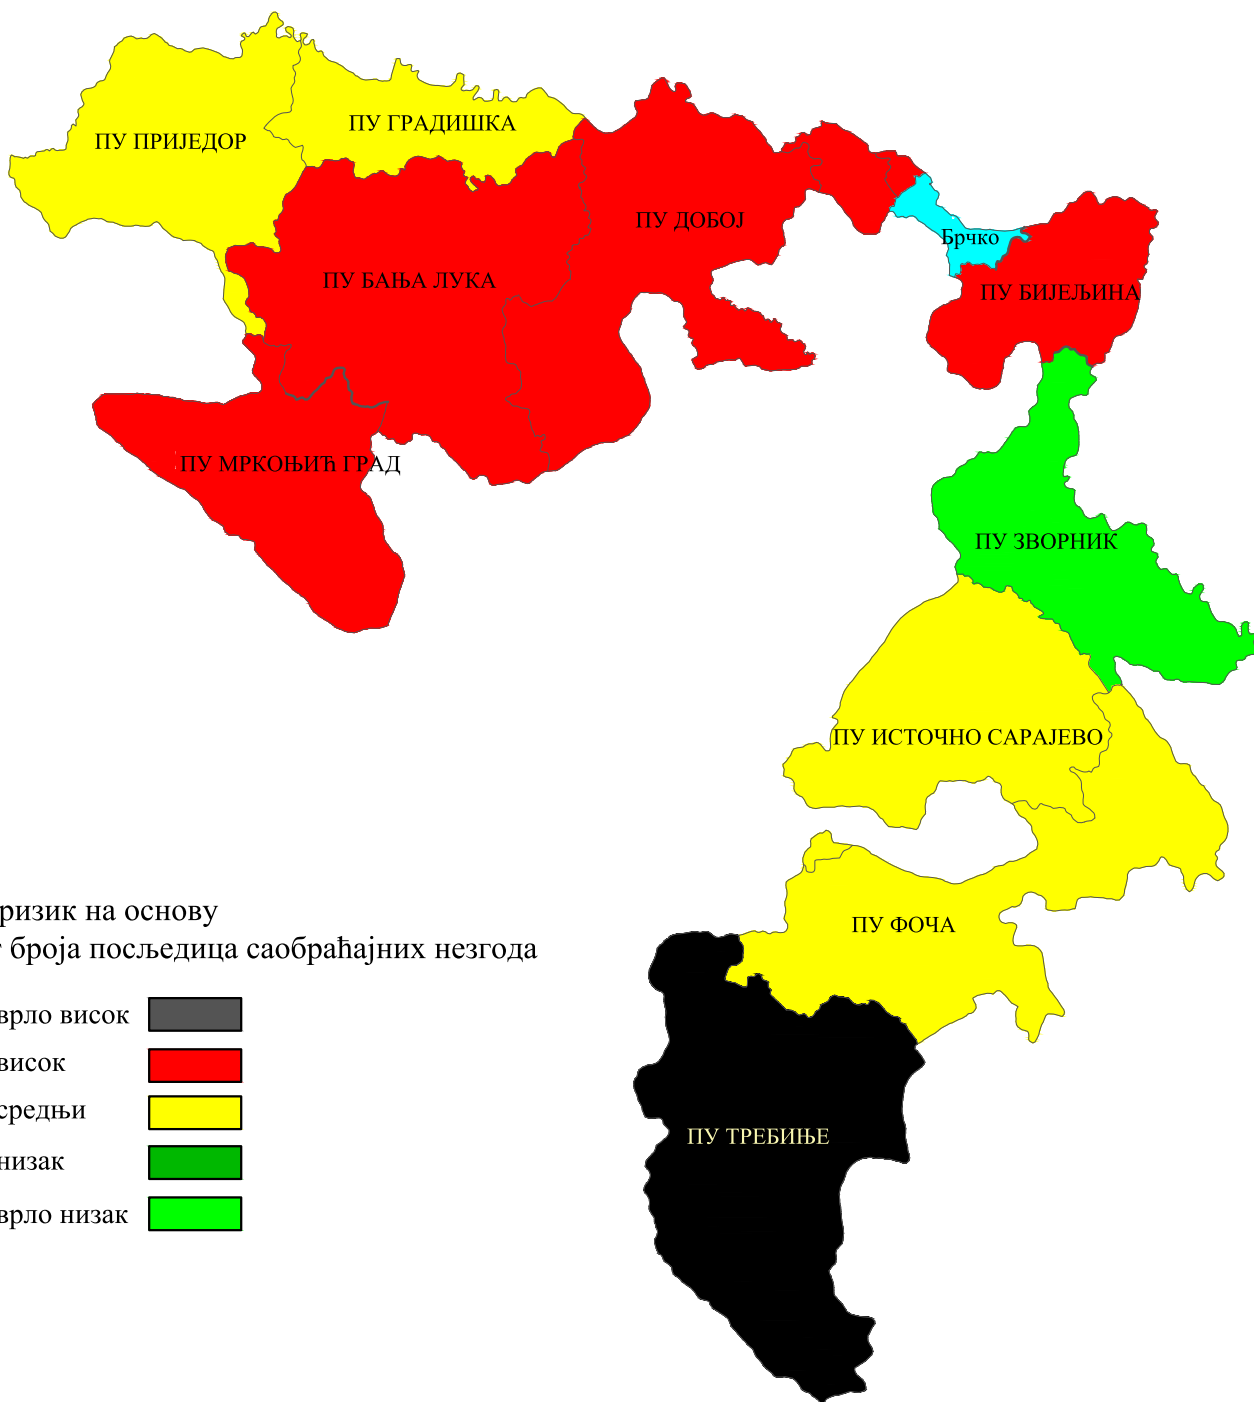 ПУ ПРИЈЕДОР
ПУ ГРАДИШКА
ПУ ДОБОЈ
Брчко
ПУ БАЊА ЛУКА
ПУ БИЈЕЉИНА
ПУ МРКОЊИЋ ГРАД
ПУ ЗВОРНИК
ПУ ИСТОЧНО САРАЈЕВО
ПУ ФОЧА
ПУ ТРЕБИЊЕ
ризик на основу
броја посљедица саобраћајних незгода
врло висок
висок
средњи
низак
врло низак